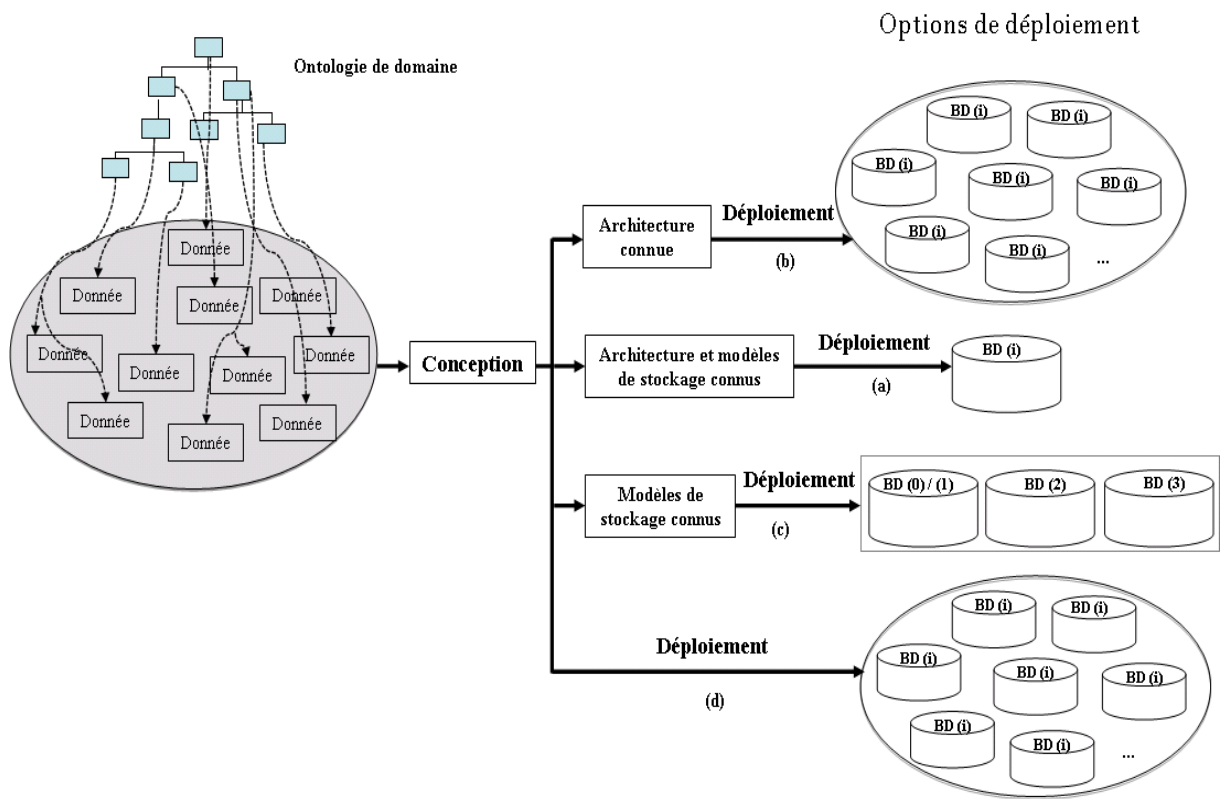 Options de déploiement
Ontologie de domaine
BD (i)
BD (i)
BD (i)
BD (i)
BD (i)
BD (i)
BD (i)
...
Architecture
connue
Déploiement
(b)
Donnée
Donnée
Donnée
Donnée
Donnée
Donnée
Donnée
Donnée
Donnée
Donnée
Donnée
Conception
Architecture et modèles
de stockage connus
Déploiement
(a)
BD (i)
Modèles de
stockage connus
Déploiement
(c)
BD (0) / (1)
BD (2)
BD (3)
Déploiement
(d)
BD (i)
BD (i)
BD (i)
BD (i)
BD (i)
BD (i)
BD (i)
...